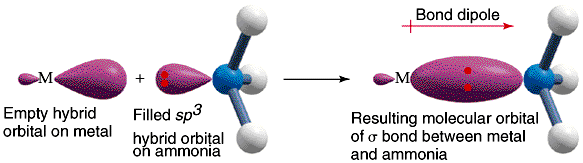 Bond dipole
M
+
M
Empty hybrid
orbital on metal
Filled sp3
hybrid orbital
on ammonia
Resulting molecular orbital
of σ bond between metal
and ammonia